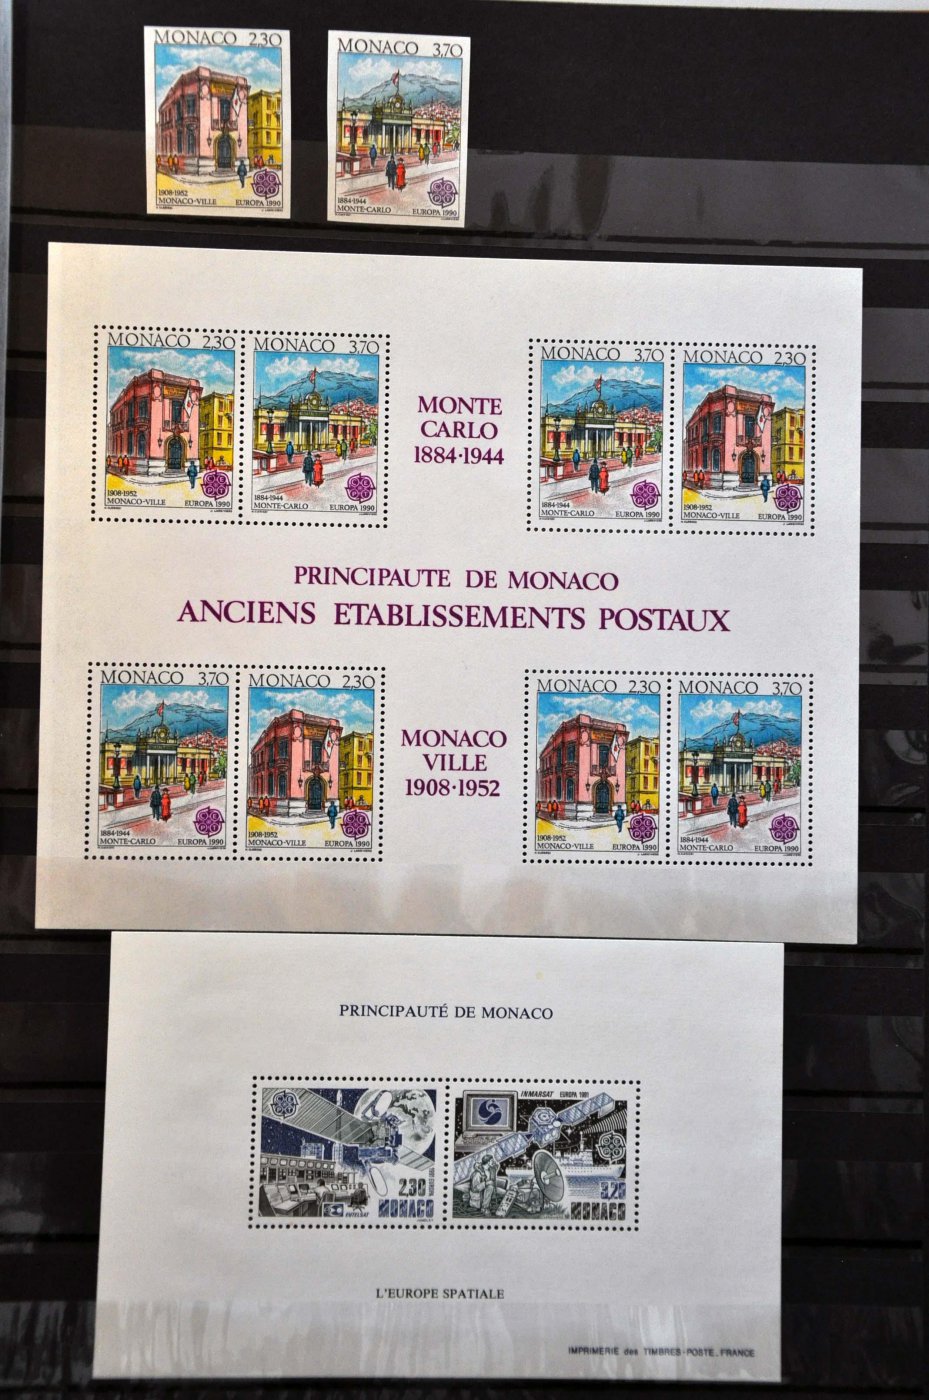 MONACO 2,30
1908-1952
MONACO-VILLE EUROPA 1990
MONACO 3,70
1884-1944
MONTE-CARLO EUROPA 1990
MONACO 2,30
1908-1952
MONACO-VILLE EUROPA 1990
MONACO 3,70
1884-1944
MONTE-CARLO EUROPA 1990
MONTE
CARLO
1884·1944
MONACO 3,70
1884-1944
MONTE-CARLO EUROPA 1990
MONACO 2,30
1908-1952
MONACO-VILLE EUROPA 1990
PRINCIPAUTE DE MONACO
ANCIENS ETABLISSEMENTS POSTAUX
MONACO 3,70
1884-1944
MONTE-CARLO EUROPA 1990
MONACO 2,30
1908-1952
MONACO-VILLE EUROPA 1990
MONACO
VILLE
1908·1952
MONACO 2,30
1908-1952
MONACO-VILLE EUROPA 1990
MONACO 3,70
1884-1944
MONTE-CARLO EUROPA 1990
PRINCIPAUTÉ DE MONACO
2,30
EUTELSAT MONACO
INMARSAT EUROPA 1991
3,20
MONACO
L'EUROPE SPATIALE
IMPRIMERIE des TIMBRES-POSTE. FRANCE